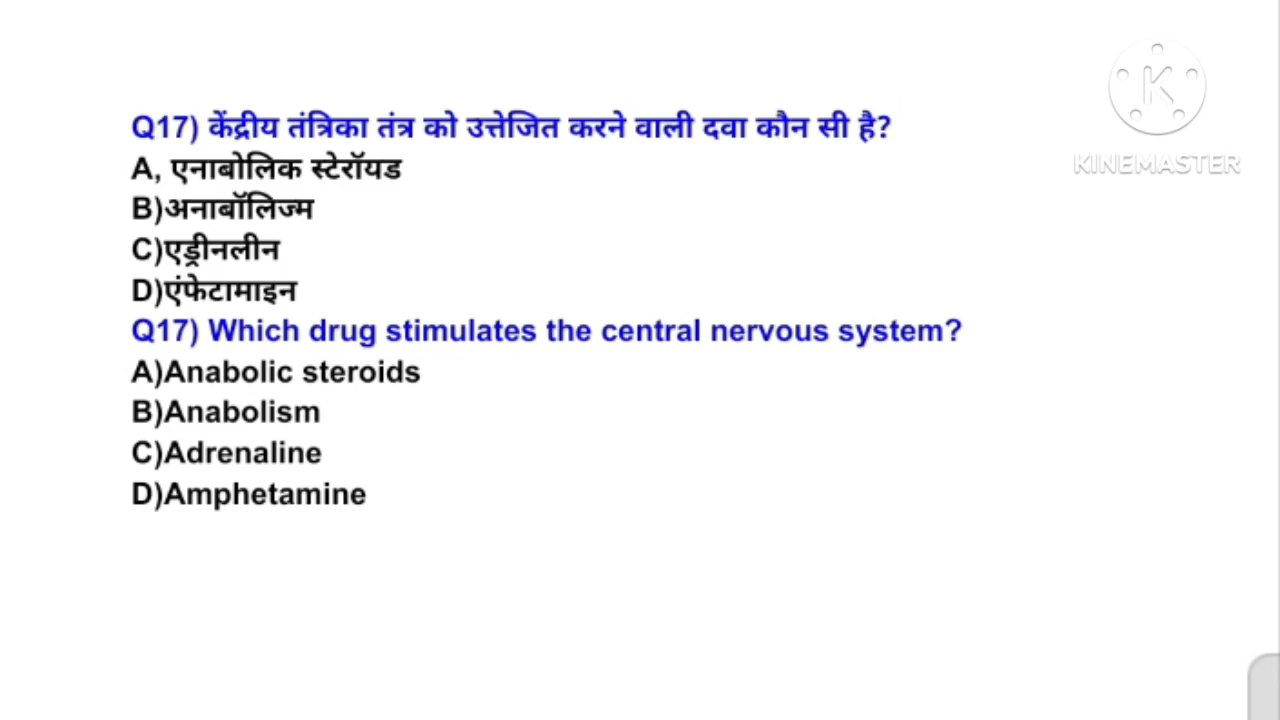 Q17) केंद्रीय तंत्रिका तंत्र को उत्तेजित करने वाली दवा कौन सी है?
A, एनाबोलिक स्टेरॉयड
B)अनाबॉलिज्म
C)एड्रीनलीन
D)एंफेटामाइन
Q17) Which drug stimulates the central nervous system?
A)Anabolic steroids
B)Anabolism
C)Adrenaline
D)Amphetamine
K
KINEMASTER